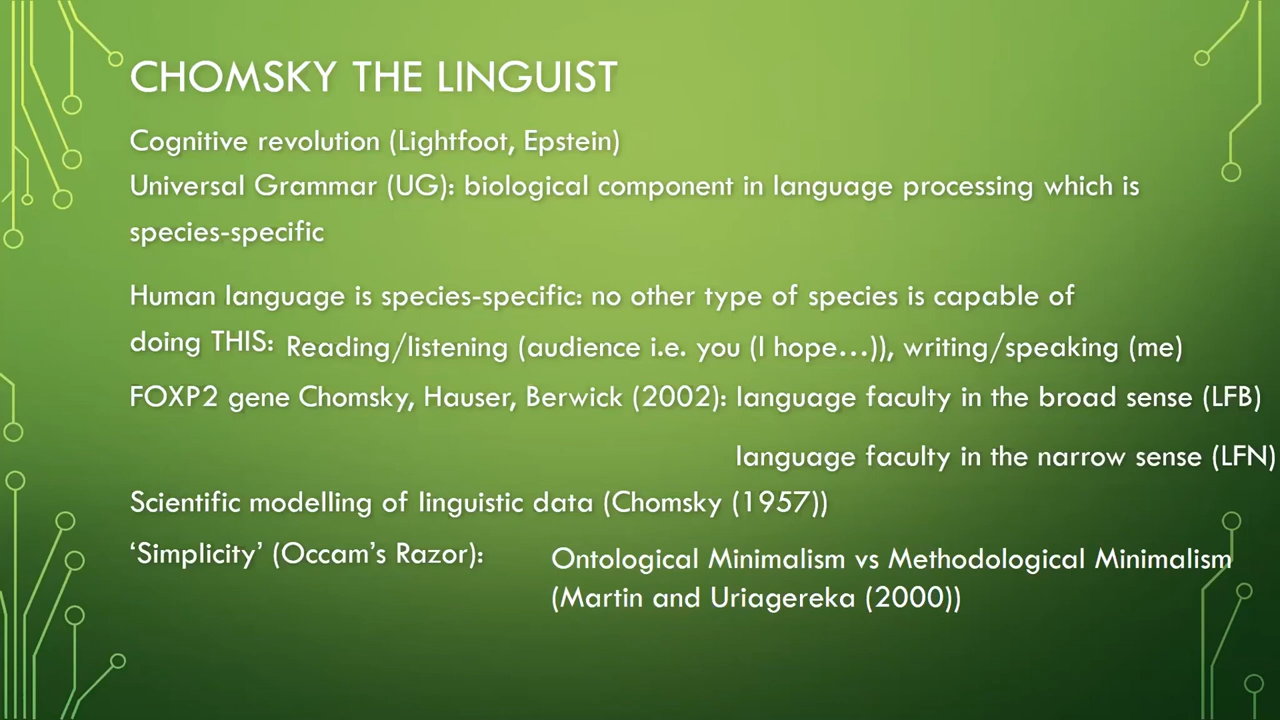 CHOMSKY THE LINGUIST
Cognitive revolution (Lightfoot, Epstein)
Universal Grammar (UG): biological component in language processing which is
species-specific
Human language is species-specific: no other type of species is capable of
doing THIS: Reading/listening (audience i.e. you (I hope…)), writing/speaking (me)
FOXP2 gene Chomsky, Hauser, Berwick (2002): language faculty in the broad sense (LFB)
language faculty in the narrow sense (LFN)
Scientific modelling of linguistic data (Chomsky (1957))
‘Simplicity’ (Occam’s Razor): Ontological Minimalism vs Methodological Minimalism
(Martin and Uriagereka (2000))